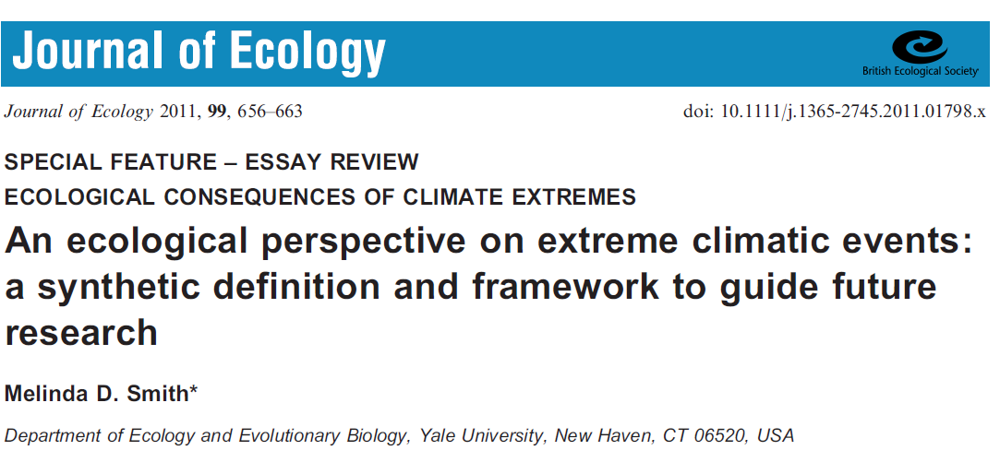 Journal of Ecology
British Ecological Society
Journal of Ecology 2011, 99, 656–663
doi: 10.1111/j.1365-2745.2011.01798.x
SPECIAL FEATURE – ESSAY REVIEW
ECOLOGICAL CONSEQUENCES OF CLIMATE EXTREMES
An ecological perspective on extreme climatic events:
a synthetic definition and framework to guide future
research
Melinda D. Smith*
Department of Ecology and Evolutionary Biology, Yale University, New Haven, CT 06520, USA